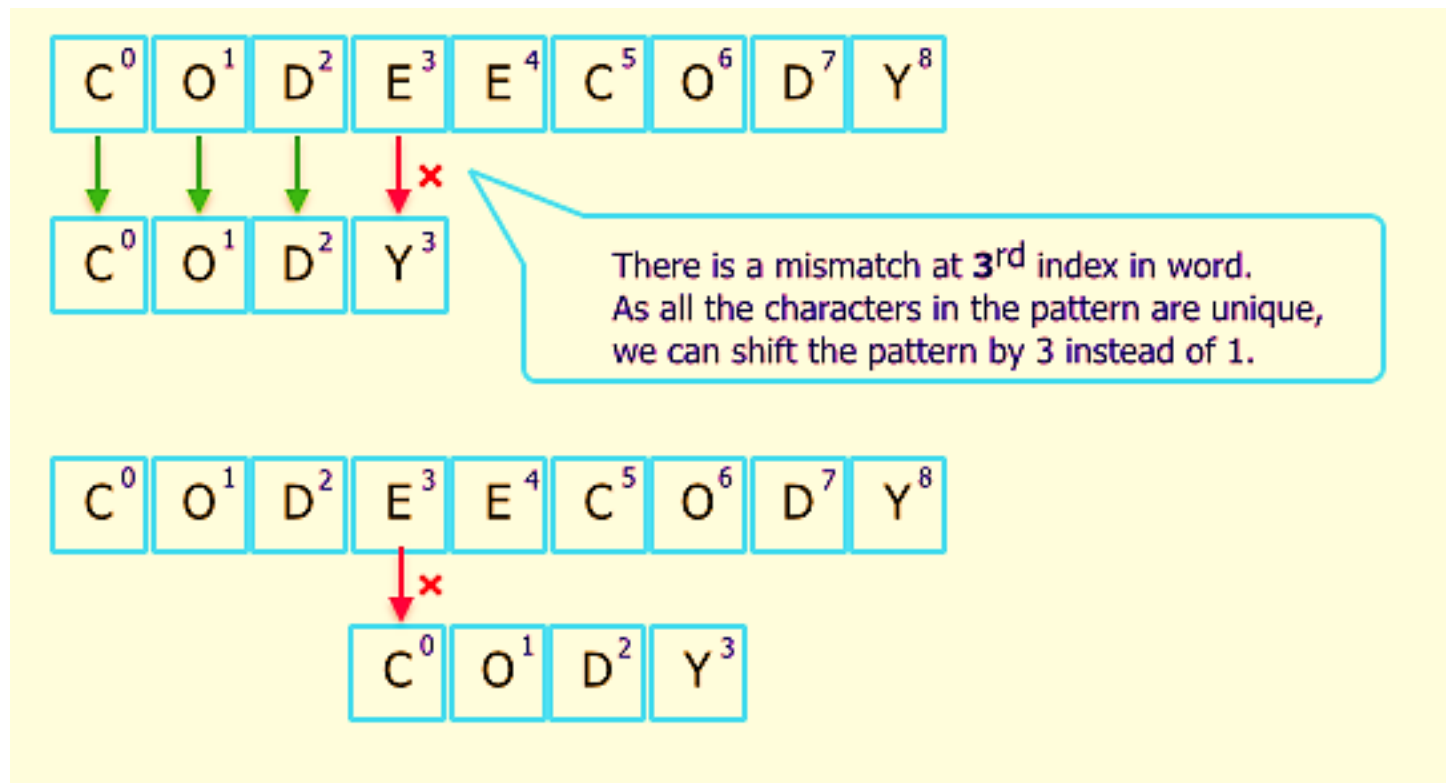 C0 O1 D2 E3 E4 C5 O6 D7 Y8
C0 O1 D2 Y3
There is a mismatch at 3rd index in word.
As all the characters in the pattern are unique,
we can shift the pattern by 3 instead of 1.
C0 O1 D2 E3 E4 C5 O6 D7 Y8
C0 O1 D2 Y3